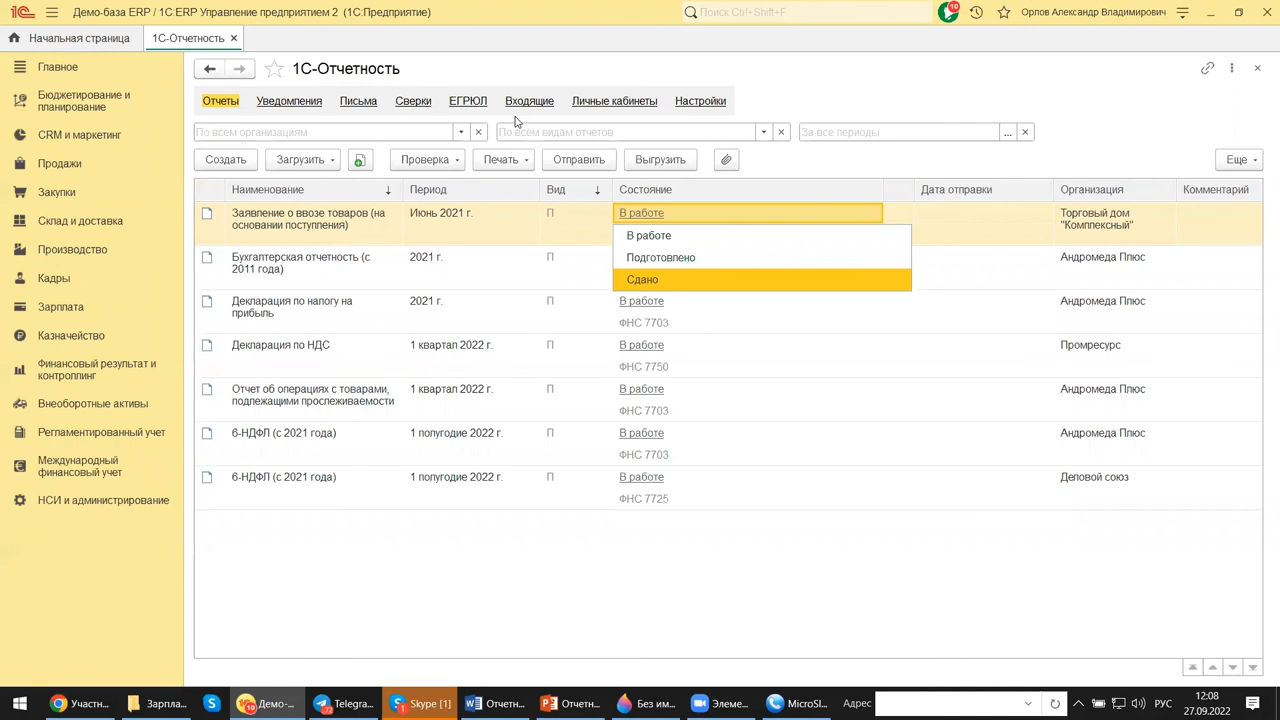 Демо-база ERP / 1С:ERP Управление предприятием 2 (1С:Предприятие)
Поиск Ctrl+Shift+F
10
Орлов Александр Владимирович
Начальная страница
1С-Отчетность
Главное
Бюджетирование и
планирование
CRM и маркетинг
Продажи
Закупки
Склад и доставка
Производство
Кадры
Зарплата
Казначейство
Финансовый результат и
контроллинг
Внеоборотные активы
Регламентированный учет
Международный
финансовый учет
НСИ и администрирование
1С-Отчетность
Отчеты Уведомления Письма Сверки ЕГРЮЛ Входящие Личные кабинеты Настройки
По всем организациям По всем видам отчетов За все периоды ...
Создать Загрузить Проверка Печать Отправить Выгрузить Еще
Наименование Период Вид Состояние Дата отправки Организация Комментарий
Заявление о ввозе товаров (на
основании поступления) Июнь 2021 г. П В работе Торговый дом
"Комплексный"
В работе
Подготовлено
Сдано
Бухгалтерская отчетность (с
2011 года) 2021 г. П Андромеда Плюс
Декларация по налогу на
прибыль 2021 г. П В работе Андромеда Плюс
ФНС 7703
Декларация по НДС 1 квартал 2022 г. П В работе Промресурс
ФНС 7750
Отчет об операциях с товарами,
подлежащими прослеживаемости 1 квартал 2022 г. П В работе Андромеда Плюс
ФНС 7703
6-НДФЛ (с 2021 года) 1 полугодие 2022 г. П В работе Андромеда Плюс
ФНС 7703
6-НДФЛ (с 2021 года) 1 полугодие 2022 г. П В работе Деловой союз
ФНС 7725
Участн... Зарпла... Демо-... Telegra... Skype [1] Отчетн... Отчетн... Без им... Элеме... MicroSI... Адрес РУС
12:08
27.09.2022